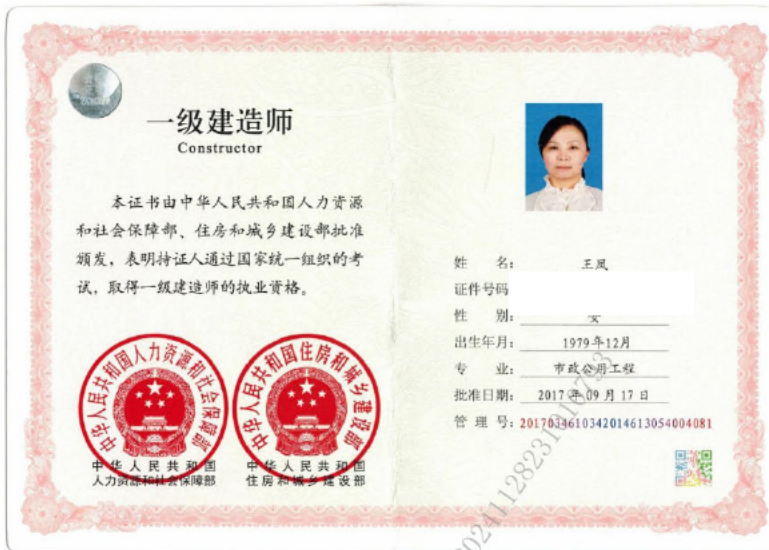 一级建造师
Constructor
本证书由中华人民共和国人力资源
和社会保障部、住房和城乡建设部批准
颁发，表明持证人通过国家统一组织的考
试，取得一级建造师的执业资格。
中华人民共和国人力资源和社会保障部
中华人民共和国住房和城乡建设部
中华人民共和国
人力资源和社会保障部
中华人民共和国
住房和城乡建设部
姓 名： 王凤
证件号码
性 别： 女
出生年月： 1979年12月
专 业： 市政公用工程
批准日期： 2017年09月17日
管 理 号：2017034610342014613054004081